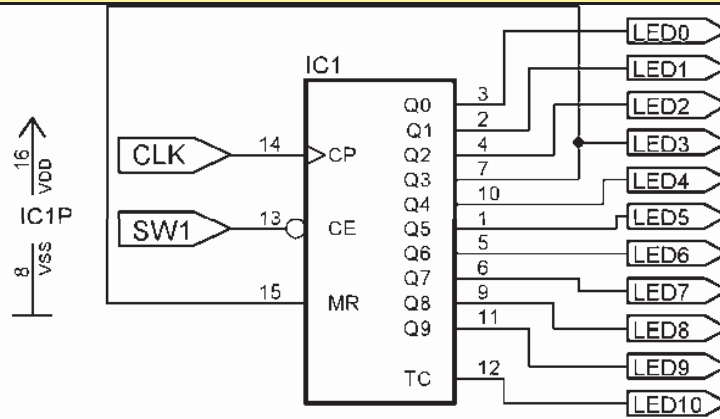 LED0
IC1
LED1
Q0 3
Q1 2
LED2
CLK 14 CP
Q2 4
LED3
16 VDD
Q3 7
Q4 10
LED4
IC1P
SW1 13 CE
Q5 1
LED5
8 VSS
Q6 5
LED6
Q7 6
LED7
15 MR
Q8 9
LED8
Q9 11
LED9
TC 12
LED10